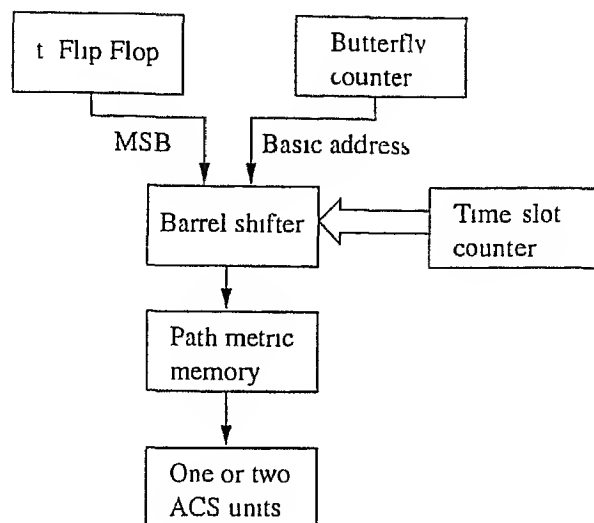 t Flip Flop
Butterfly
counter
MSB
Basic address
Barrel shifter
Time slot
counter
Path metric
memory
One or two
ACS units